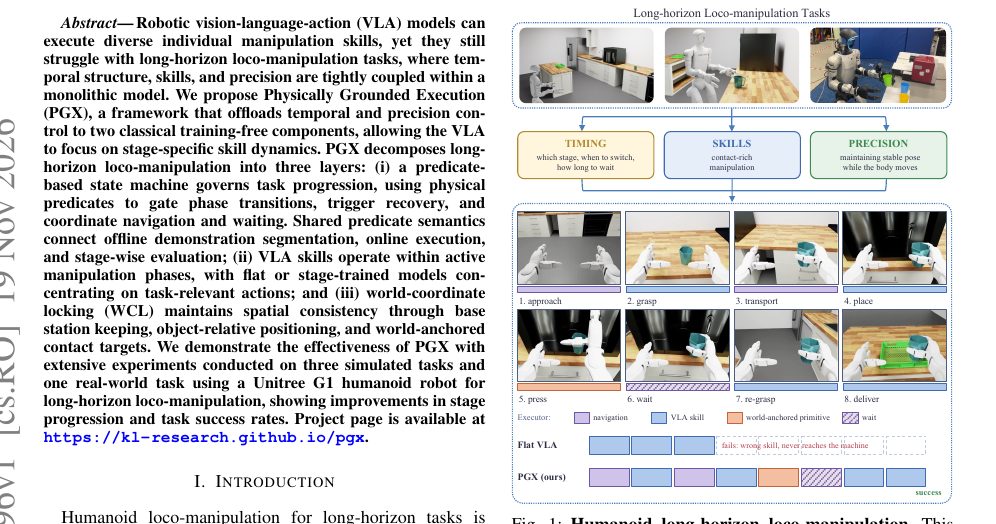 Abstract— Robotic vision-language-action (VLA) models can
execute diverse individual manipulation skills, yet they still
struggle with long-horizon loco-manipulation tasks, where tem-
poral structure, skills, and precision are tightly coupled within a
monolithic model. We propose Physically Grounded Execution
(PGX), a framework that offloads temporal and precision con-
trol to two classical training-free components, allowing the VLA
to focus on stage-specific skill dynamics. PGX decomposes long-
horizon loco-manipulation into three layers: (i) a predicate-
based state machine governs task progression, using physical
predicates to gate phase transitions, trigger recovery, and
coordinate navigation and waiting. Shared predicate semantics
connect offline demonstration segmentation, online execution,
and stage-wise evaluation; (ii) VLA skills operate within active
manipulation phases, with flat or stage-trained models con-
centrating on task-relevant actions; and (iii) world-coordinate
locking (WCL) maintains spatial consistency through base
station keeping, object-relative positioning, and world-anchored
contact targets. We demonstrate the effectiveness of PGX with
extensive experiments conducted on three simulated tasks and
one real-world task using a Unitree G1 humanoid robot for
long-horizon loco-manipulation, showing improvements in stage
progression and task success rates. Project page is available at
https://kl-research.github.io/pgx.
I. INTRODUCTION
Humanoid loco-manipulation for long-horizon tasks is
96v1 [cs.RO] 19 Nov 2026
Long-horizon Loco-manipulation Tasks
TIMING
which stage, when to switch,
how long to wait
SKILLS
contact-rich
manipulation
PRECISION
maintaining stable pose
while the body moves
1. approach
2. grasp
3. transport
4. place
5. press
6. wait
7. re-grasp
8. deliver
Executor:
navigation
VLA skill
world-anchored primitive
wait
Flat VLA
fails: wrong skill, never reaches the machine
PGX (ours)
success
Fig. 1: Humanoid long-horizon loco-manipulation. This